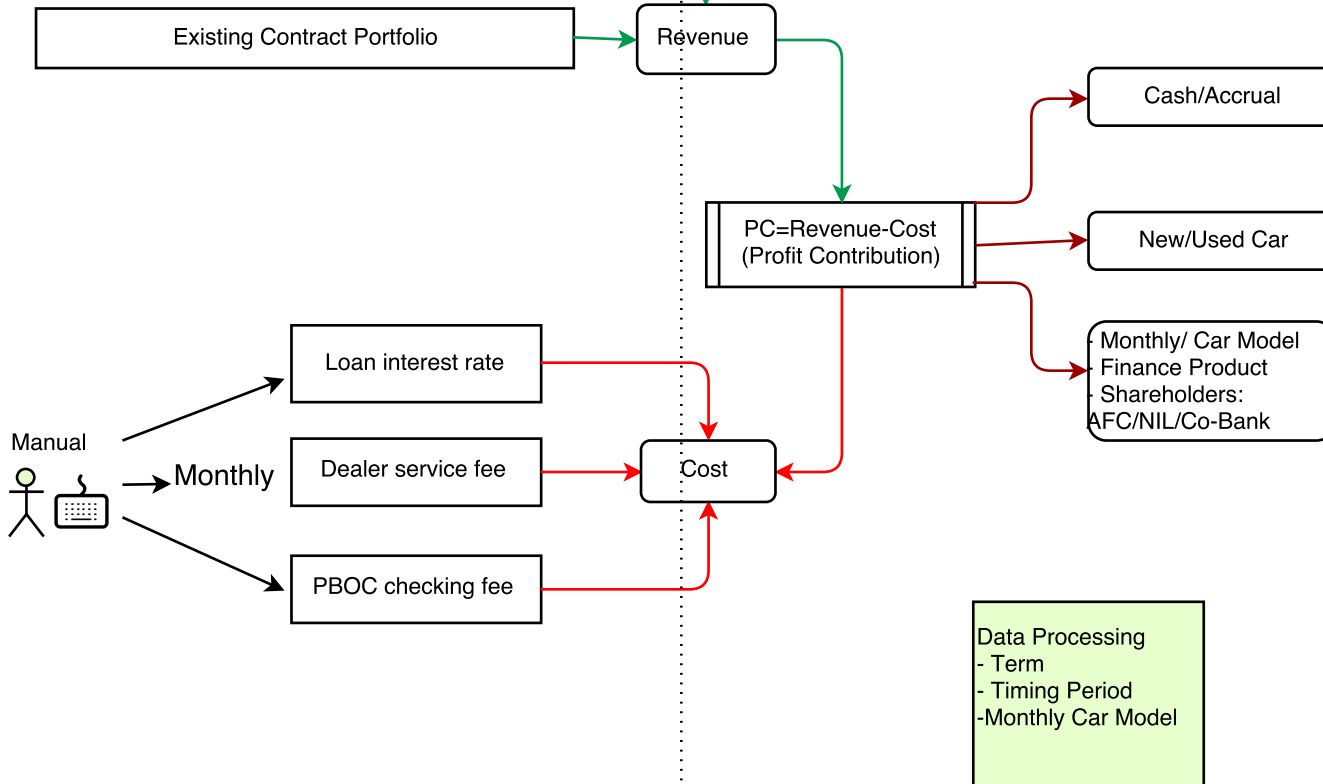 Existing Contract Portfolio
Revenue
Cash/Accrual
PC=Revenue-Cost
(Profit Contribution)
New/Used Car
- Monthly/ Car Model
- Finance Product
- Shareholders:
AFC/NIL/Co-Bank
Loan interest rate
Manual
Monthly
Dealer service fee
Cost
PBOC checking fee
Data Processing
- Term
- Timing Period
-Monthly Car Model